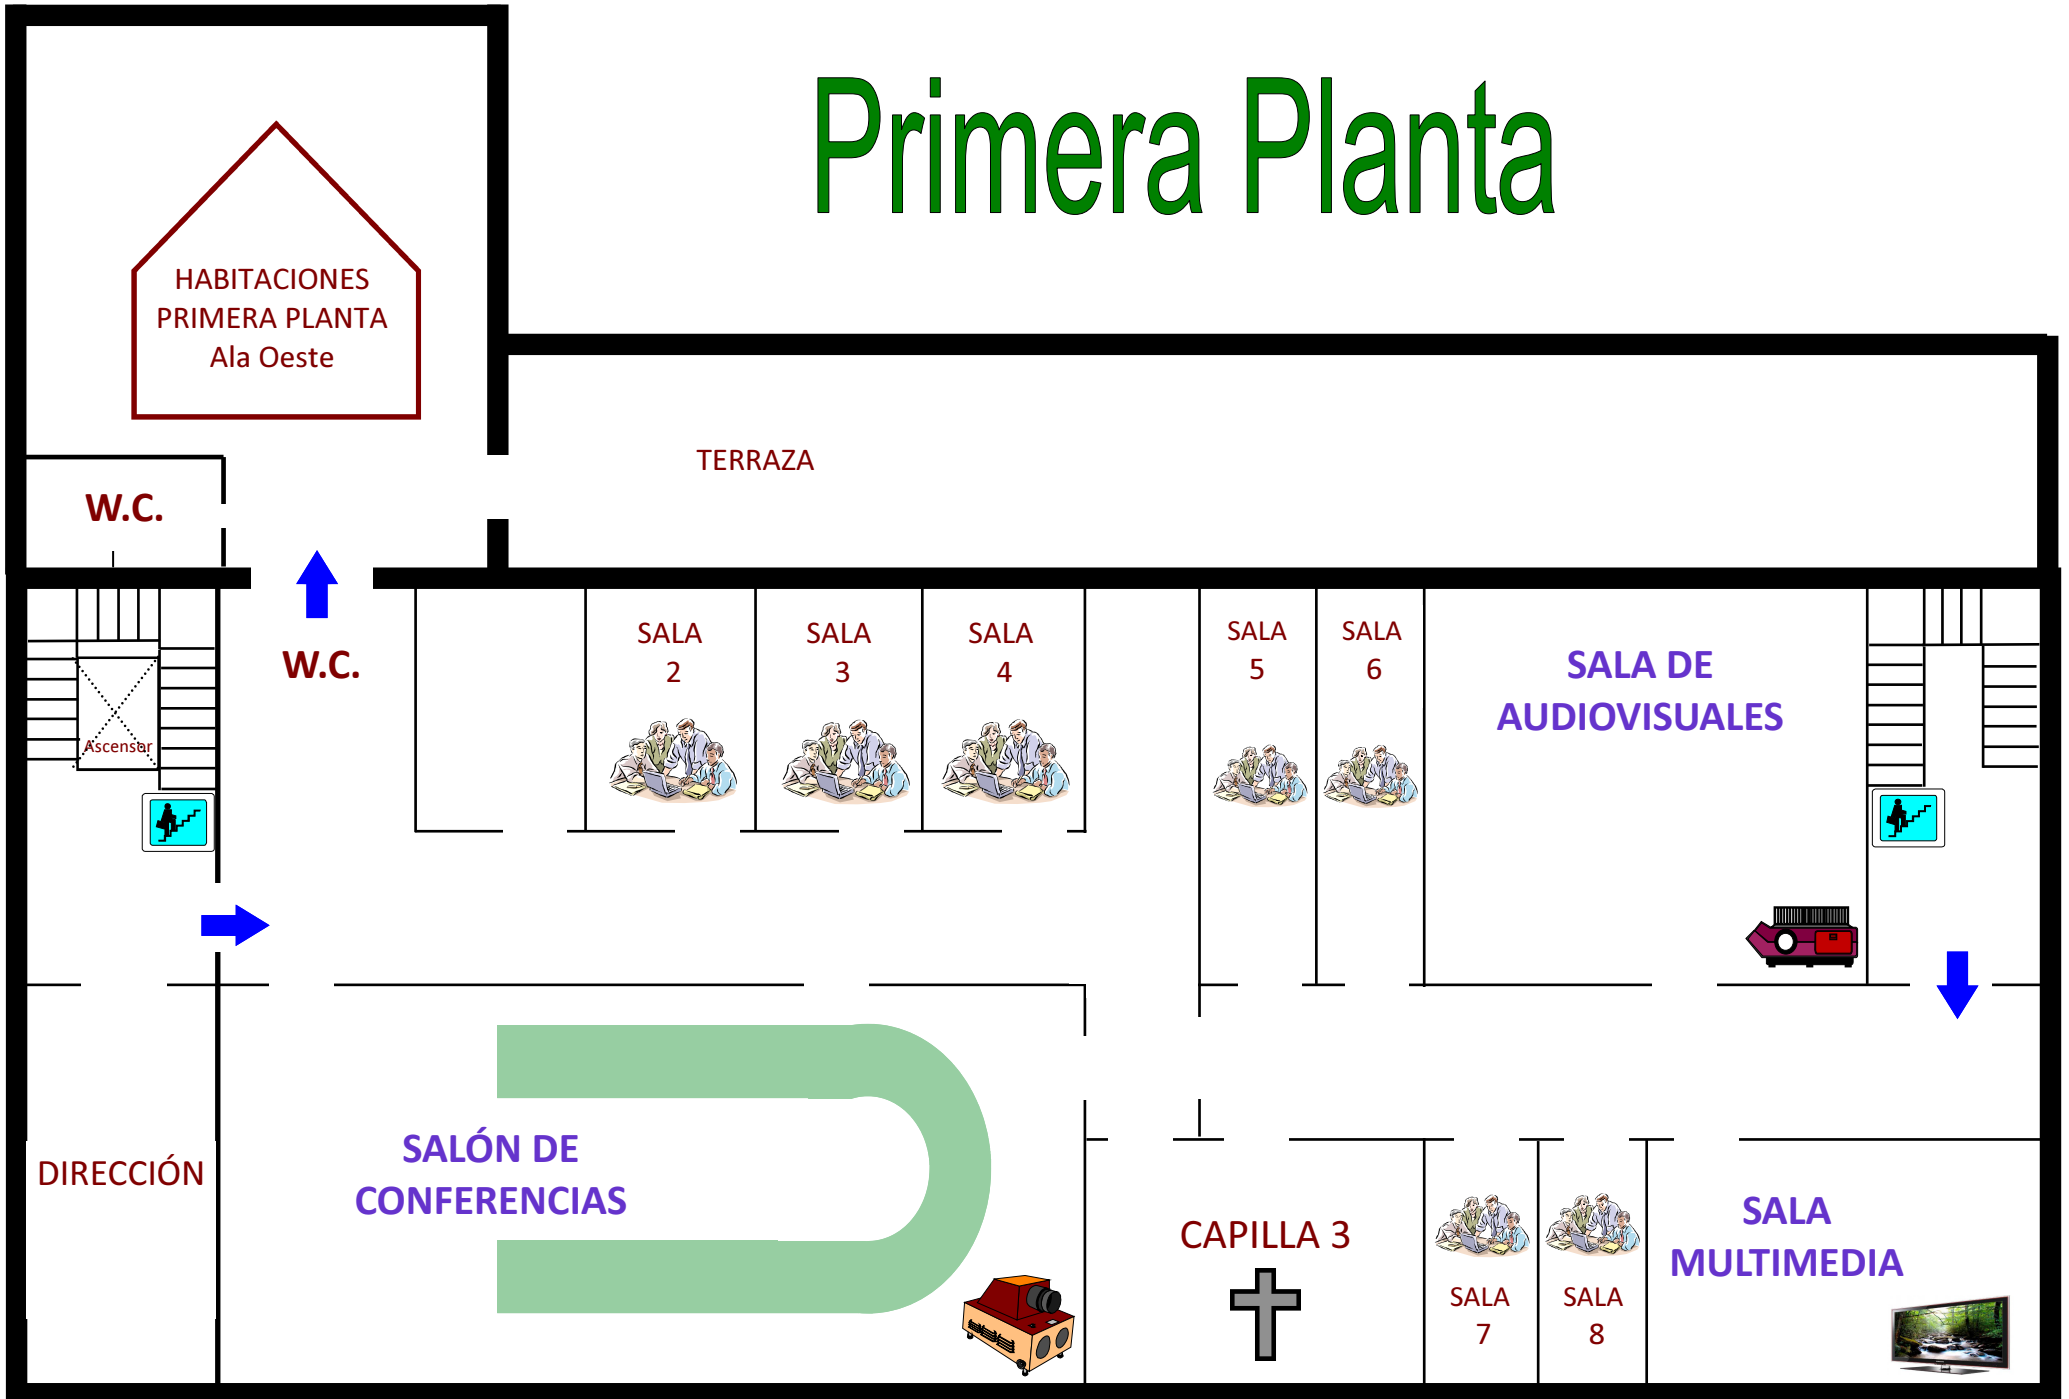 Primera Planta
HABITACIONES
PRIMERA PLANTA
Ala Oeste
TERRAZA
W.C.
W.C.
Ascensor
SALA
2
SALA
3
SALA
4
SALA
5
SALA
6
SALA DE
AUDIOVISUALES
DIRECCIÓN
SALÓN DE
CONFERENCIAS
CAPILLA 3
SALA
7
SALA
8
SALA
MULTIMEDIA